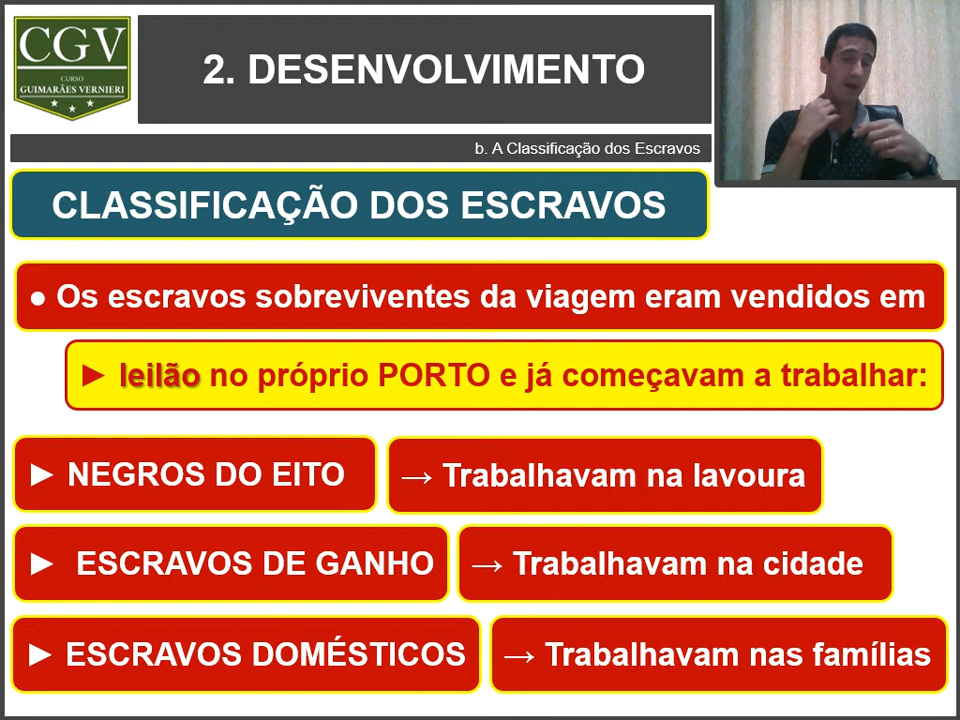 CGV
CURSO
GUIMARÃES VERNIERI
2. DESENVOLVIMENTO
b. A Classificação dos Escravos
CLASSIFICAÇÃO DOS ESCRAVOS
● Os escravos sobreviventes da viagem eram vendidos em
► leilão no próprio PORTO e já começavam a trabalhar:
► NEGROS DO EITO → Trabalhavam na lavoura
► ESCRAVOS DE GANHO → Trabalhavam na cidade
► ESCRAVOS DOMÉSTICOS → Trabalhavam nas famílias